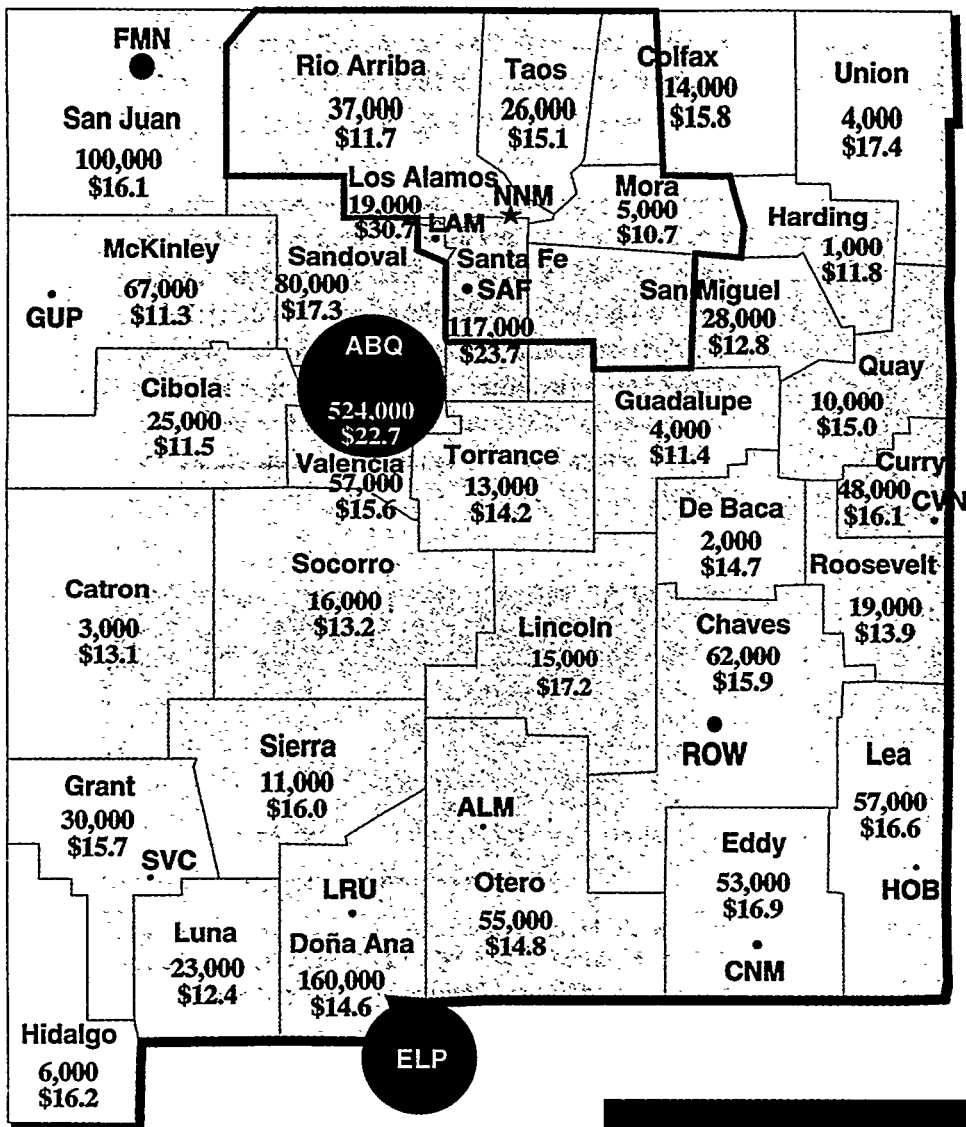 FMN
San Juan
100,000
$16.1
Rio Arriba
37,000
$11.7
Taos
26,000
$15.1
Colfax
14,000
$15.8
Union
4,000
$17.4
Los Alamos
19,000
$30.7
LAM
NNM
Mora
5,000
$10.7
Harding
1,000
$11.8
McKinley
67,000
$11.3
GUP
Sandoval
80,000
$17.3
Santa Fe
SAF
117,000
$23.7
San Miguel
28,000
$12.8
ABQ
524,000
$22.7
Cibola
25,000
$11.5
Quay
10,000
$15.0
Guadalupe
4,000
$11.4
Valencia
57,000
$15.6
Torrance
13,000
$14.2
Curry
48,000
$16.1
CVN
De Baca
2,000
$14.7
Roosevelt
19,000
$13.9
Catron
3,000
$13.1
Socorro
16,000
$13.2
Lincoln
15,000
$17.2
Chaves
62,000
$15.9
ROW
Sierra
11,000
$16.0
Lea
57,000
$16.6
HOB
Grant
30,000
$15.7
SVC
ALM
Otero
55,000
$14.8
Eddy
53,000
$16.9
CNM
LRU
Doña Ana
160,000
$14.6
Luna
23,000
$12.4
Hidalgo
6,000
$16.2
ELP